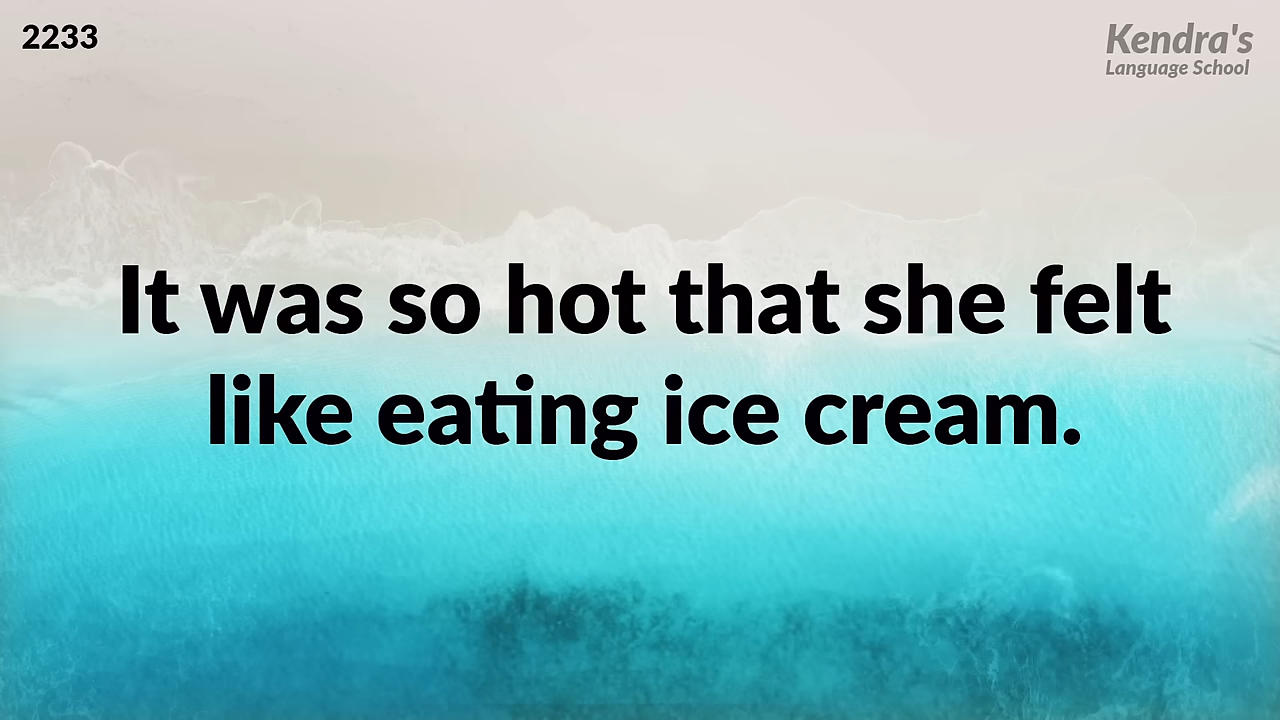 2233
Kendra's
Language School
It was so hot that she felt
like eating ice cream.